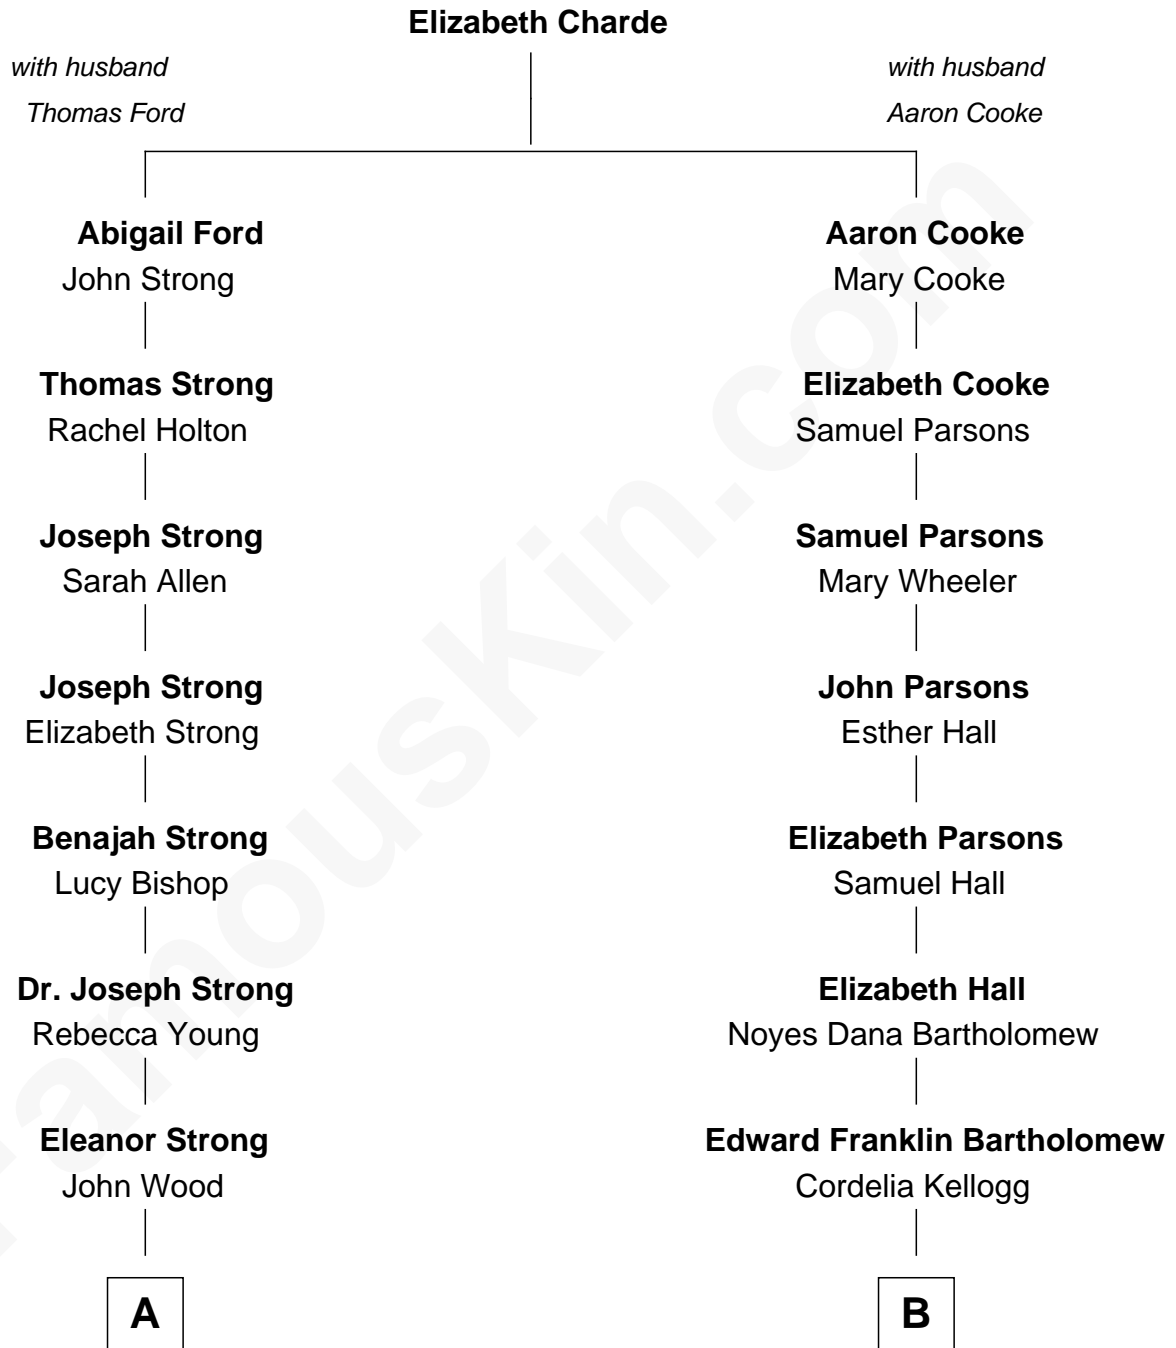 Elizabeth Charde
with husband
Thomas Ford
with husband
Aaron Cooke
Abigail Ford
John Strong
Aaron Cooke
Mary Cooke
Thomas Strong
Rachel Holton
Elizabeth Cooke
Samuel Parsons
Joseph Strong
Sarah Allen
Samuel Parsons
Mary Wheeler
Joseph Strong
Elizabeth Strong
John Parsons
Esther Hall
Benajah Strong
Lucy Bishop
Elizabeth Parsons
Samuel Hall
Dr. Joseph Strong
Rebecca Young
Elizabeth Hall
Noyes Dana Bartholomew
Eleanor Strong
John Wood
Edward Franklin Bartholomew
Cordelia Kellogg
A
B
FamousKin.com